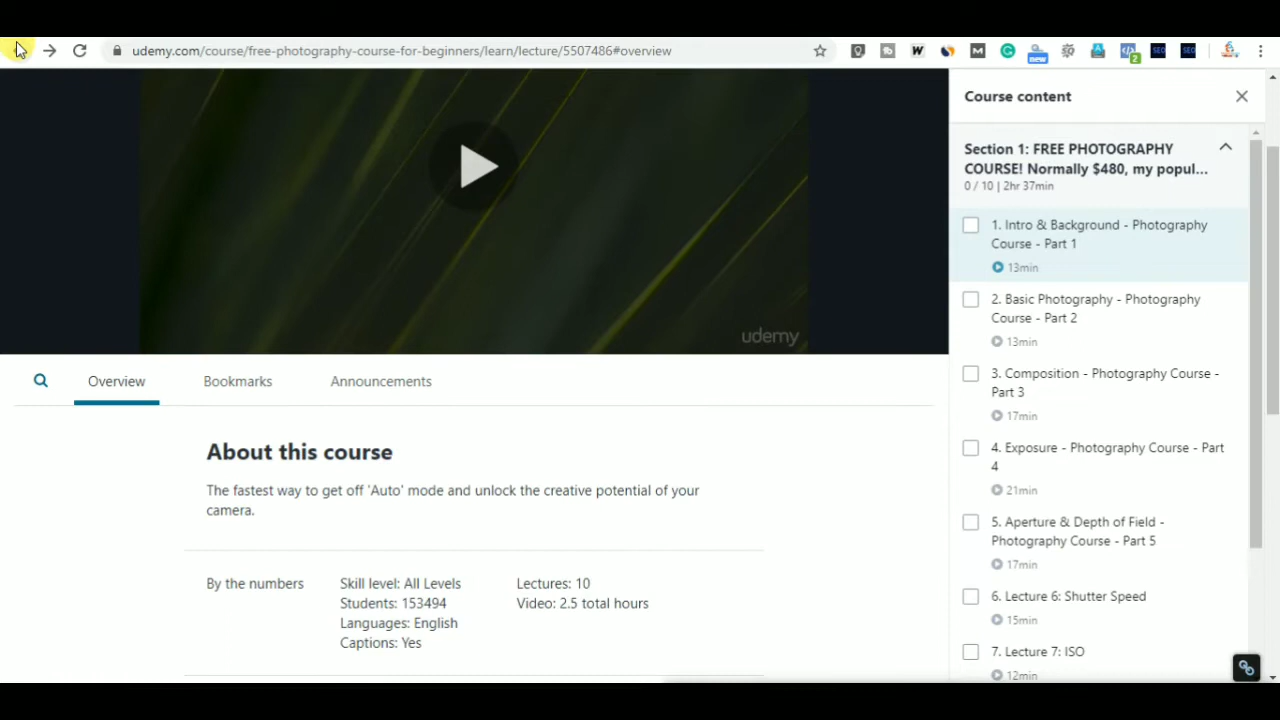 udemy.com/course/free-photography-course-for-beginners/learn/lecture/5507486#overview
W
M
new
2
SEO
SEO
udemy
Overview
Bookmarks
Announcements
About this course
The fastest way to get off 'Auto' mode and unlock the creative potential of your
camera.
By the numbers
Skill level: All Levels
Students: 153494
Languages: English
Captions: Yes
Lectures: 10
Video: 2.5 total hours
Course content
Section 1: FREE PHOTOGRAPHY
COURSE! Normally $480, my popul...
0 / 10 | 2hr 37min
1. Intro & Background - Photography
Course - Part 1
13min
2. Basic Photography - Photography
Course - Part 2
13min
3. Composition - Photography Course -
Part 3
17min
4. Exposure - Photography Course - Part
4
21min
5. Aperture & Depth of Field -
Photography Course - Part 5
17min
6. Lecture 6: Shutter Speed
15min
7. Lecture 7: ISO
12min